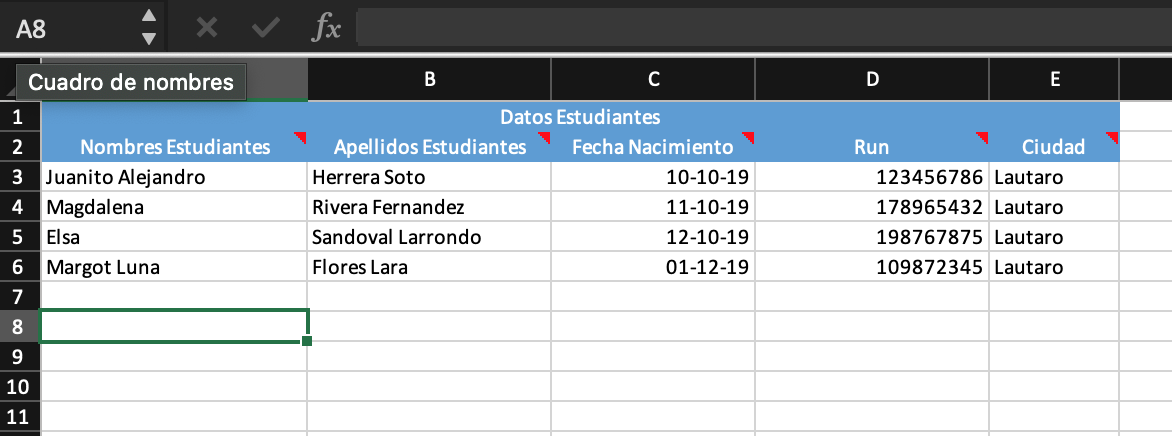 A8 fx
Cuadro de nombres B C D E
1 Datos Estudiantes
2 Nombres Estudiantes Apellidos Estudiantes Fecha Nacimiento Run Ciudad
3 Juanito Alejandro Herrera Soto 10-10-19 123456786 Lautaro
4 Magdalena Rivera Fernandez 11-10-19 178965432 Lautaro
5 Elsa Sandoval Larrondo 12-10-19 198767875 Lautaro
6 Margot Luna Flores Lara 01-12-19 109872345 Lautaro
7
8
9
10
11